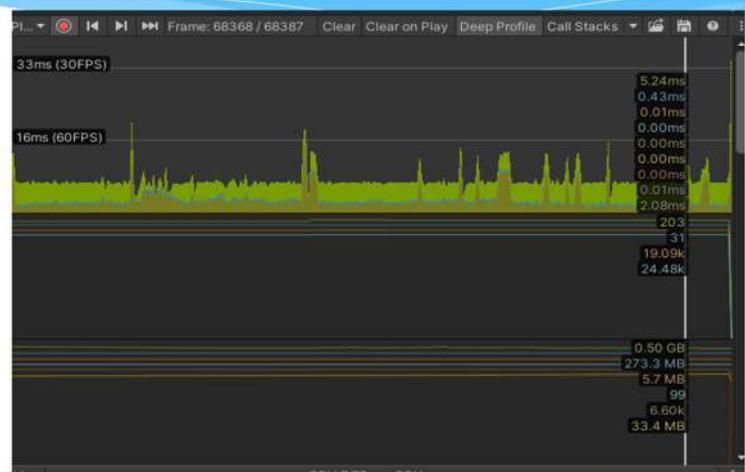 Frame: 68368 / 68387 Clear Clear on Play Deep Profile Call Stacks
33ms (30FPS)
5.24ms
0.43ms
0.01ms
0.00ms
16ms (60FPS)
0.00ms
0.00ms
0.00ms
0.01ms
2.08ms
203
31
19.09k
24.48k
0.50 GB
273.3 MB
5.7 MB
99
6.60k
33.4 MB